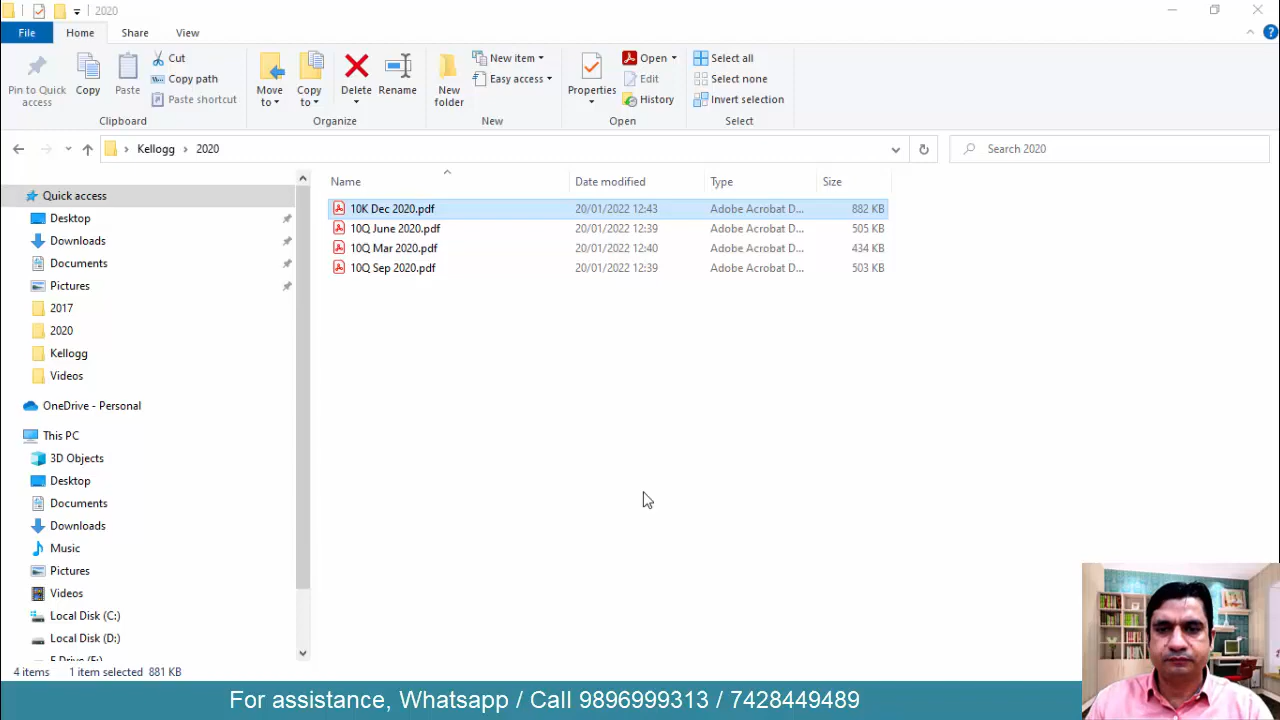 2020
File Home Share View
Pin to Quick access
Copy
Paste
Cut
Copy path
Paste shortcut
Clipboard
Move to
Copy to
Delete
Rename
Organize
New folder
New item
Easy access
New
Properties
Open
Edit
History
Open
Select all
Select none
Invert selection
Select
Kellogg 2020
Search 2020
Name Date modified Type Size
10K Dec 2020.pdf 20/01/2022 12:43 Adobe Acrobat D... 882 KB
10Q June 2020.pdf 20/01/2022 12:39 Adobe Acrobat D... 505 KB
10Q Mar 2020.pdf 20/01/2022 12:40 Adobe Acrobat D... 434 KB
10Q Sep 2020.pdf 20/01/2022 12:39 Adobe Acrobat D... 503 KB
Quick access
Desktop
Downloads
Documents
Pictures
2017
2020
Kellogg
Videos
OneDrive - Personal
This PC
3D Objects
Desktop
Documents
Downloads
Music
Pictures
Videos
Local Disk (C:)
Local Disk (D:)
4 items 1 item selected 881 KB
For assistance, Whatsapp / Call 9896999313 / 7428449489